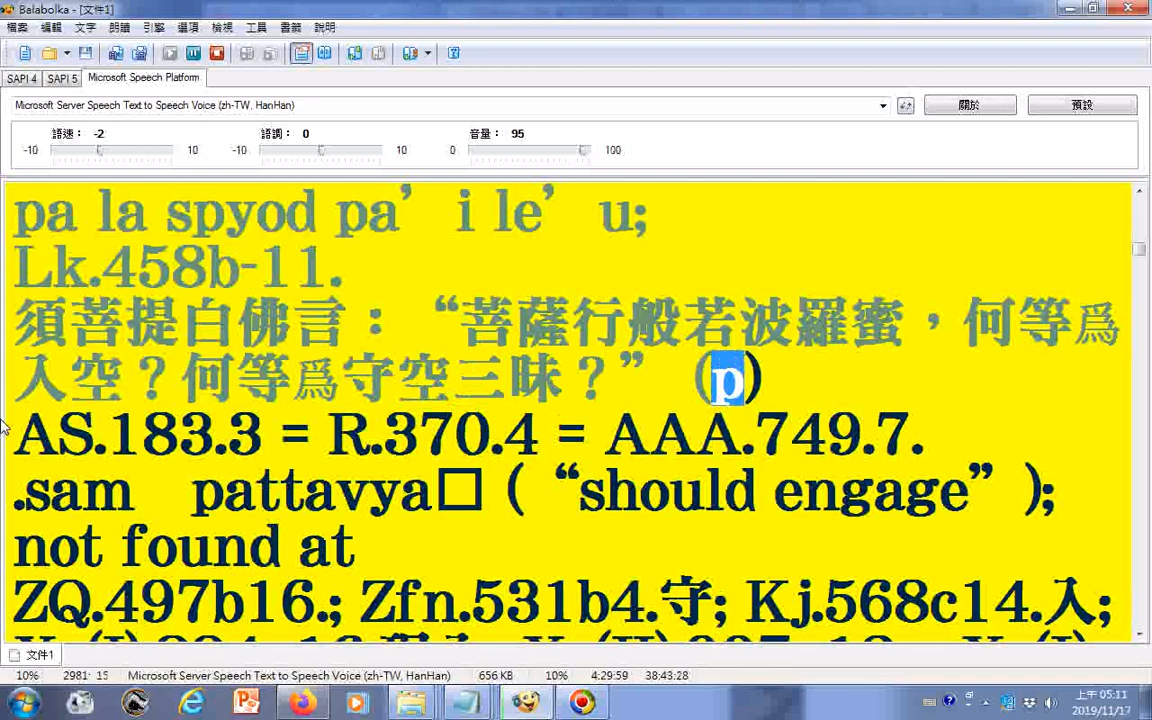 Balabolka - [文件1]
檔案 編輯 文字 朗讀 引擎 選項 檢視 工具 書籤 說明
SAPI 4 SAPI 5 Microsoft Speech Platform
Microsoft Server Speech Text to Speech Voice (zh-TW, HanHan) 關於 預設
語速： -2 語調： 0 音量： 95
-10 10 -10 10 0 100
pa la spyod pa’ i le’ u;
Lk.458b-11.
須菩提白佛言：“菩薩行般若波羅蜜，何等爲
入空？何等爲守空三昧？” (p)
AS.183.3 = R.370.4 = AAA.749.7.
.sam pattavya□ (“should engage”);
not found at
ZQ.497b16.; Zfn.531b4.守; Kj.568c14.入;
文件1
10% 2981: 15 Microsoft Server Speech Text to Speech Voice (zh-TW, HanHan) 656 KB 10% 4:29:59 38:43:28
上午 05:11
2019/11/17